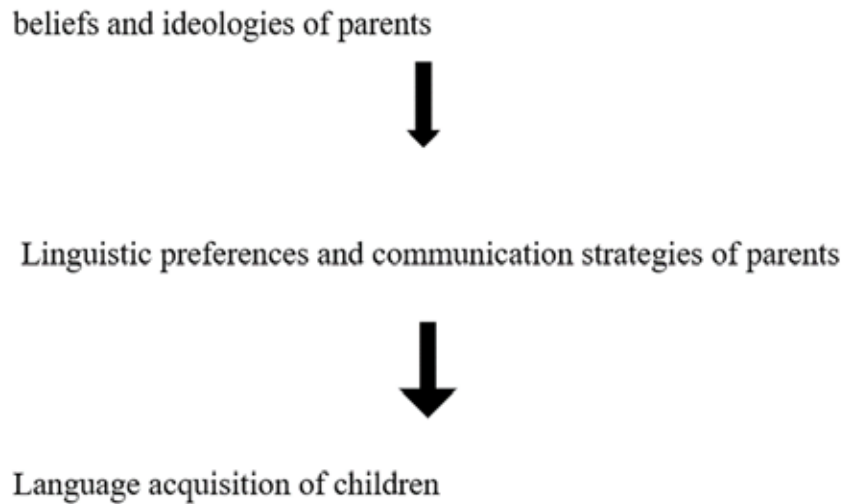 beliefs and ideologies of parents
Linguistic preferences and communication strategies of parents
Language acquisition of children